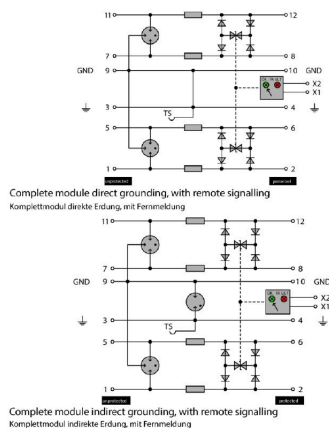 11 12
7 8
GND 9 10 GND
X2
X1
3 4
TS
5 6
1 2
unprotected protected
Complete module direct grounding, with remote signalling
Komplettmodul direkte Erdung, mit Fernmeldung
11 12
7 8
GND 9 10 GND
X2
X1
3 4
TS
5 6
1 2
unprotected protected
Complete module indirect grounding, with remote signalling
Komplettmodul indirekte Erdung, mit Fernmeldung